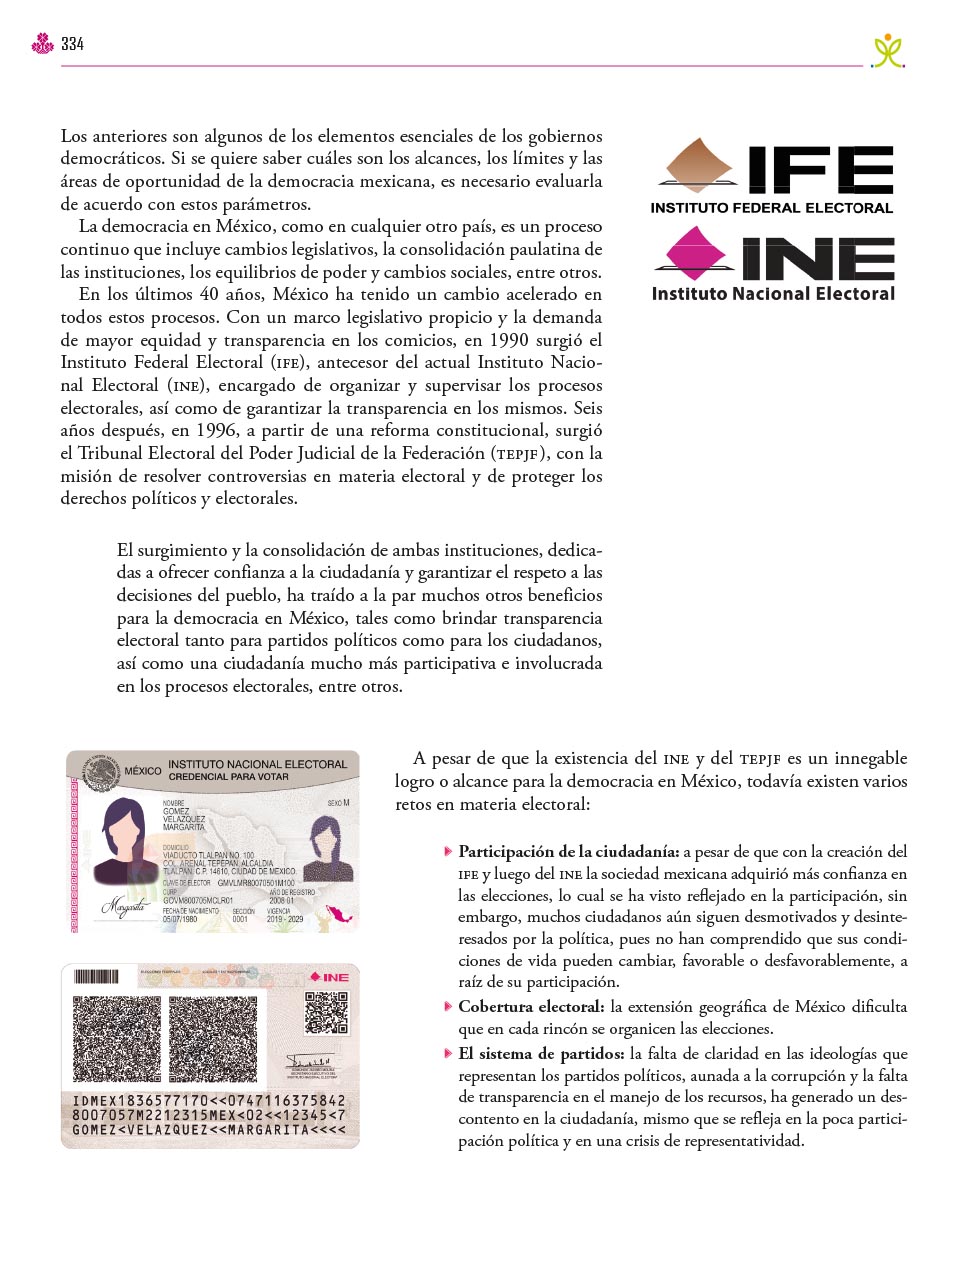 334
Los anteriores son algunos de los elementos esenciales de los gobiernos
democráticos. Si se quiere saber cuáles son los alcances, los límites y las
áreas de oportunidad de la democracia mexicana, es necesario evaluarla
de acuerdo con estos parámetros.
La democracia en México, como en cualquier otro país, es un proceso
continuo que incluye cambios legislativos, la consolidación paulatina de
las instituciones, los equilibrios de poder y cambios sociales, entre otros.
En los últimos 40 años, México ha tenido un cambio acelerado en
todos estos procesos. Con un marco legislativo propicio y la demanda
de mayor equidad y transparencia en los comicios, en 1990 surgió el
Instituto Federal Electoral (IFE), antecesor del actual Instituto Nacio-
nal Electoral (INE), encargado de organizar y supervisar los procesos
electorales, así como de garantizar la transparencia en los mismos. Seis
años después, en 1996, a partir de una reforma constitucional, surgió
el Tribunal Electoral del Poder Judicial de la Federación (TEPJF), con la
misión de resolver controversias en materia electoral y de proteger los
derechos políticos y electorales.
IFE
INSTITUTO FEDERAL ELECTORAL
INE
Instituto Nacional Electoral
El surgimiento y la consolidación de ambas instituciones, dedica-
das a ofrecer confianza a la ciudadanía y garantizar el respeto a las
decisiones del pueblo, ha traído a la par muchos otros beneficios
para la democracia en México, tales como brindar transparencia
electoral tanto para partidos políticos como para los ciudadanos,
así como una ciudadanía mucho más participativa e involucrada
en los procesos electorales, entre otros.
MÉXICO INSTITUTO NACIONAL ELECTORAL
CREDENCIAL PARA VOTAR
NOMBRE SEXO M
GOMEZ
VELAZQUEZ
MARGARITA
DOMICILIO
VIADUCTO TLALPAN NO. 100
COL. ARENAL TEPEPAN. ALCALDIA
TLALPAN. C.P. 14610, CIUDAD DE MEXICO.
CLAVE DE ELECTOR GMVLMR80070501M100
CURP AÑO DE REGISTRO
GOVM800705MCLR01 2008 01
FECHA DE NACIMIENTO SECCIÓN VIGENCIA
05/07/1980 0001 2019 - 2029
Margarita
INE
IDMEX1836577170<<0747116375842
8007057M2212315MEX<02<<12345<7
GOMEZ<VELAZQUEZ<<MARGARITA<<<<
A pesar de que la existencia del INE y del TEPJF es un innegable
logro o alcance para la democracia en México, todavía existen varios
retos en materia electoral:
Participación de la ciudadanía: a pesar de que con la creación del
IFE y luego del INE la sociedad mexicana adquirió más confianza en
las elecciones, lo cual se ha visto reflejado en la participación, sin
embargo, muchos ciudadanos aún siguen desmotivados y desinte-
resados por la política, pues no han comprendido que sus condi-
ciones de vida pueden cambiar, favorable o desfavorablemente, a
raíz de su participación.
Cobertura electoral: la extensión geográfica de México dificulta
que en cada rincón se organicen las elecciones.
El sistema de partidos: la falta de claridad en las ideologías que
representan los partidos políticos, aunada a la corrupción y la falta
de transparencia en el manejo de los recursos, ha generado un des-
contento en la ciudadanía, mismo que se refleja en la poca partici-
pación política y en una crisis de representatividad.